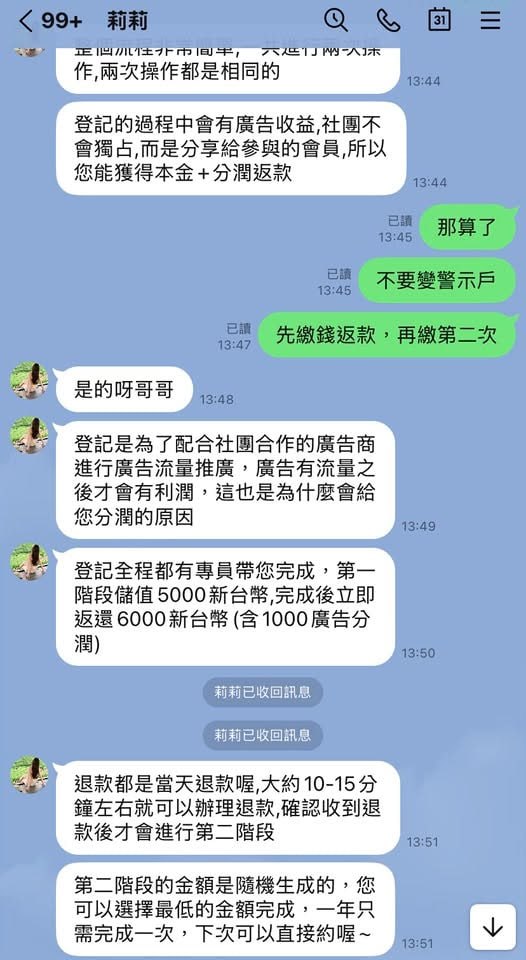 99+ 莉莉
31
整個流程非常簡單，一共進行兩次操
作,兩次操作都是相同的
13:44
登記的過程中會有廣告收益,社團不
會獨占,而是分享給參與的會員,所以
您能獲得本金+分潤返款
13:44
已讀
13:45
那算了
已讀
13:45
不要變警示戶
已讀
13:47
先繳錢返款，再繳第二次
是的呀哥哥
13:48
登記是為了配合社團合作的廣告商
進行廣告流量推廣，廣告有流量之
後才會有利潤，這也是為什麼會給
您分潤的原因
13:49
登記全程都有專員帶您完成，第一
階段儲值5000新台幣,完成後立即
返還6000新台幣(含1000廣告分
潤)
13:50
莉莉已收回訊息
莉莉已收回訊息
退款都是當天退款喔,大約10-15分
鐘左右就可以辦理退款,確認收到退
款後才會進行第二階段
13:51
第二階段的金額是隨機生成的，您
可以選擇最低的金額完成，一年只
需完成一次，下次可以直接約喔~
13:51